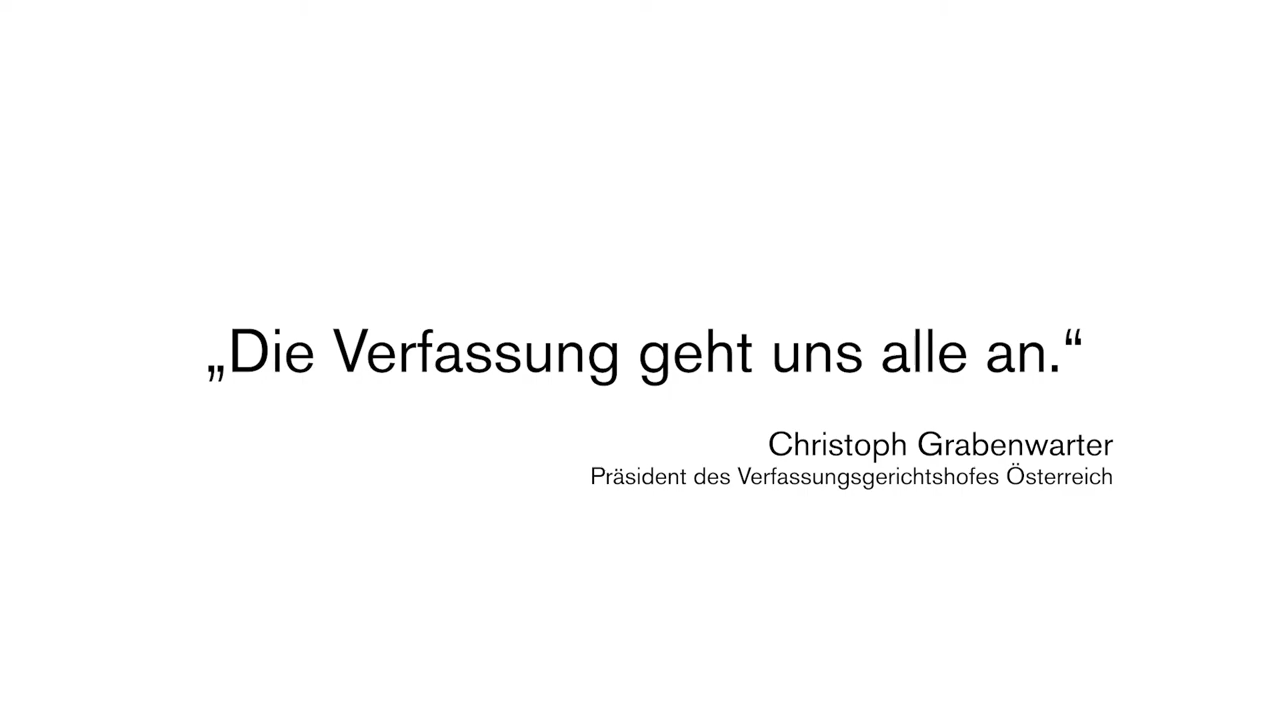 „Die Verfassung geht uns alle an.“
Christoph Grabenwarter
Präsident des Verfassungsgerichtshofes Österreich